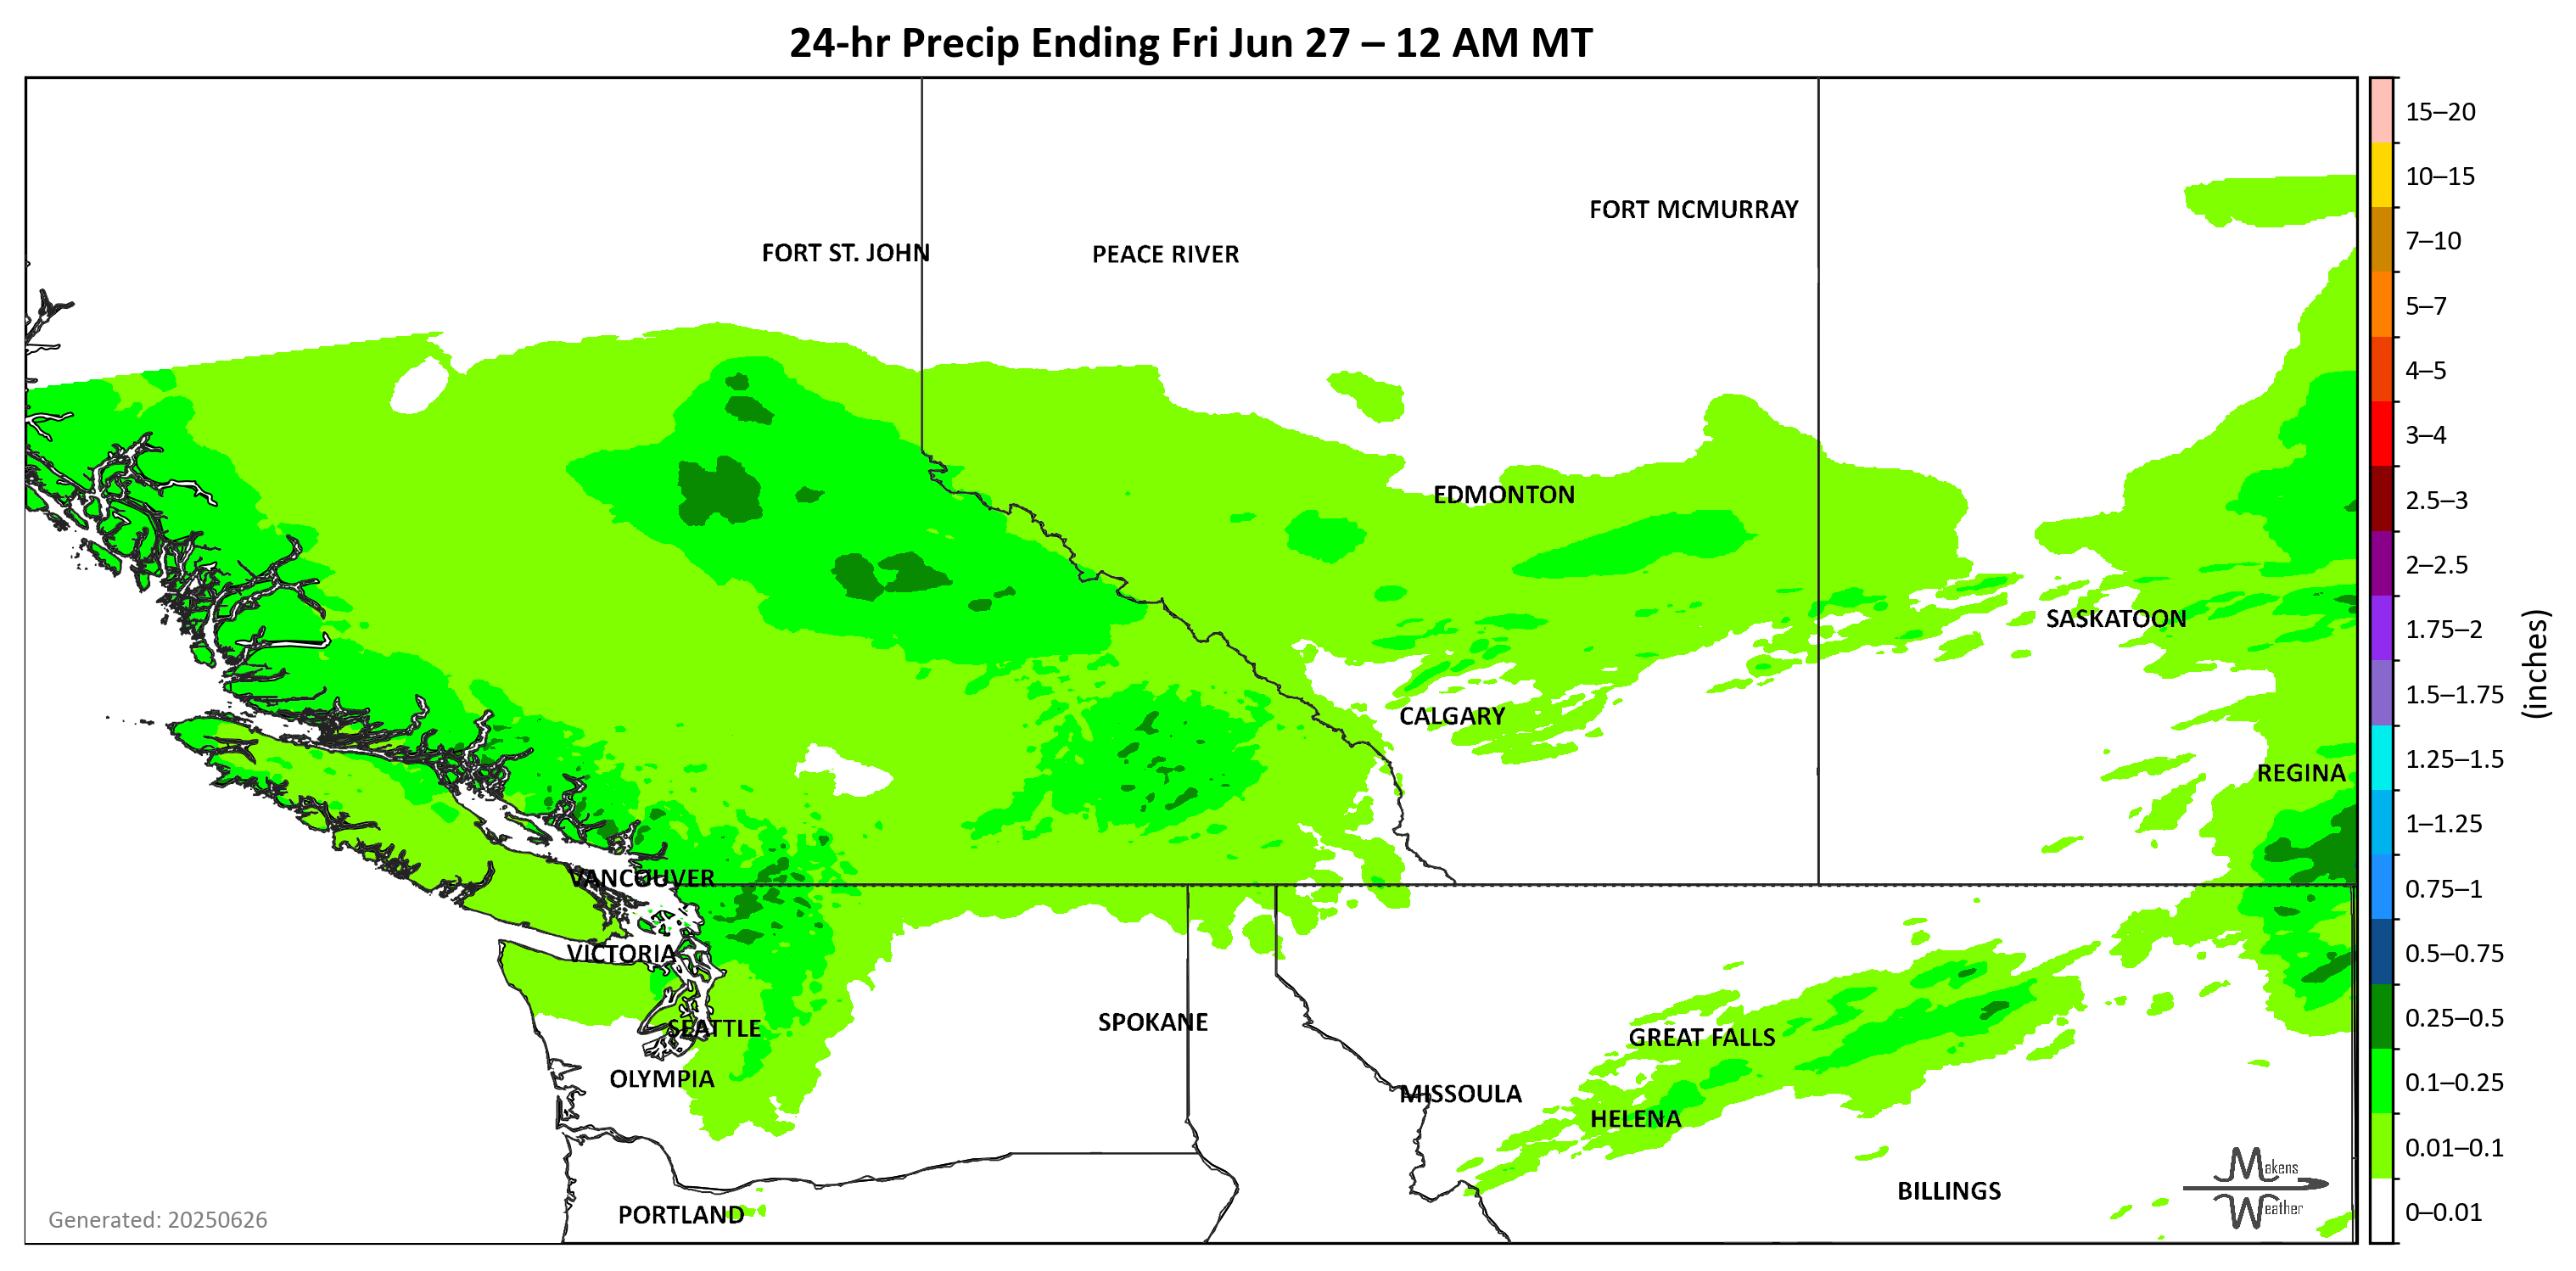 24-hr Precip Ending Fri Jun 27 – 12 AM MT
15–20
10–15
7–10
5–7
4–5
3–4
2.5–3
2–2.5
1.75–2
1.5–1.75
1.25–1.5
1–1.25
0.75–1
0.5–0.75
0.25–0.5
0.1–0.25
0.01–0.1
0–0.01
(inches)
FORT MCMURRAY
FORT ST. JOHN
PEACE RIVER
EDMONTON
SASKATOON
CALGARY
REGINA
VANCOUVER
VICTORIA
SEATTLE
SPOKANE
GREAT FALLS
OLYMPIA
MISSOULA
HELENA
BILLINGS
PORTLAND
Makens
Weather
Generated: 20250626